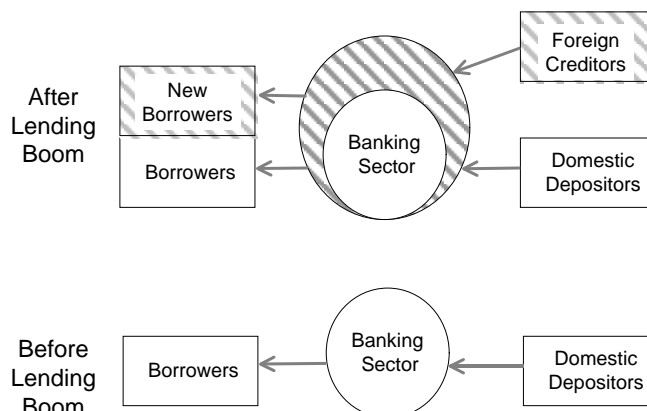 Foreign
Creditors
After
Lending
Boom
New
Borrowers
Borrowers
Banking
Sector
Domestic
Depositors
Before
Lending
Boom
Borrowers
Banking
Sector
Domestic
Depositors